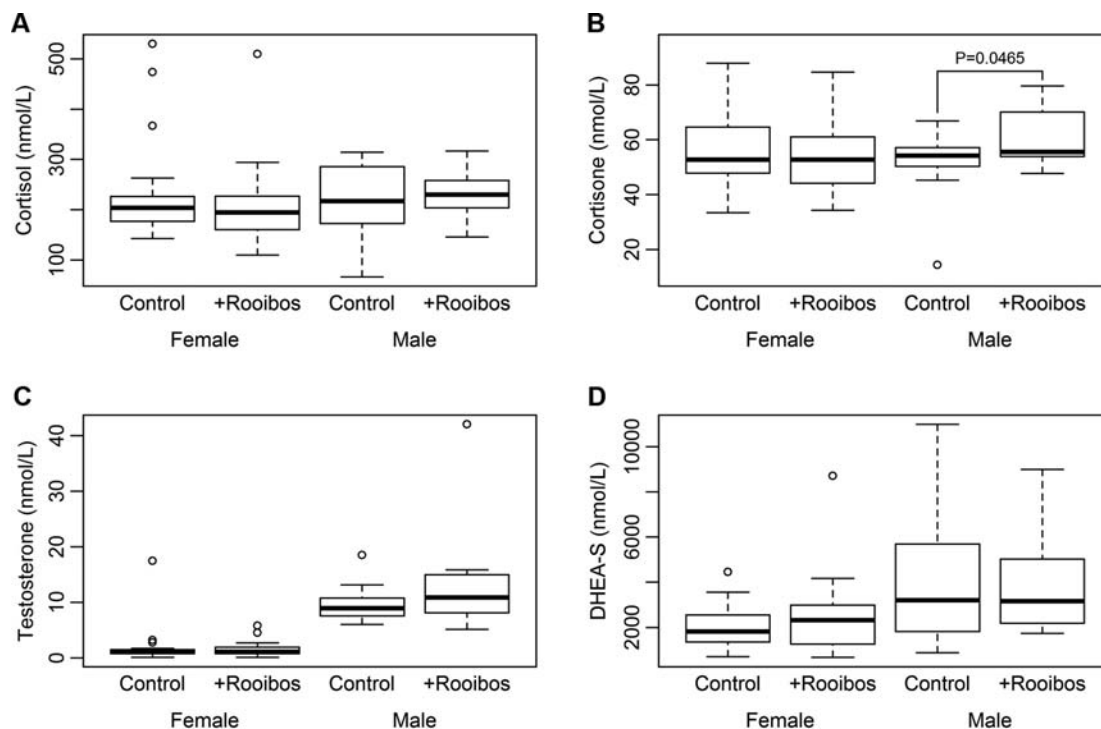 A
Cortisol (nmol/L)
500
300
100
Control
+Rooibos
Control
+Rooibos
Female
Male
B
Cortisone (nmol/L)
80
60
40
20
P=0.0465
Control
+Rooibos
Control
+Rooibos
Female
Male
C
Testosterone (nmol/L)
40
30
20
10
0
Control
+Rooibos
Control
+Rooibos
Female
Male
D
DHEA-S (nmol/L)
10000
6000
2000
Control
+Rooibos
Control
+Rooibos
Female
Male